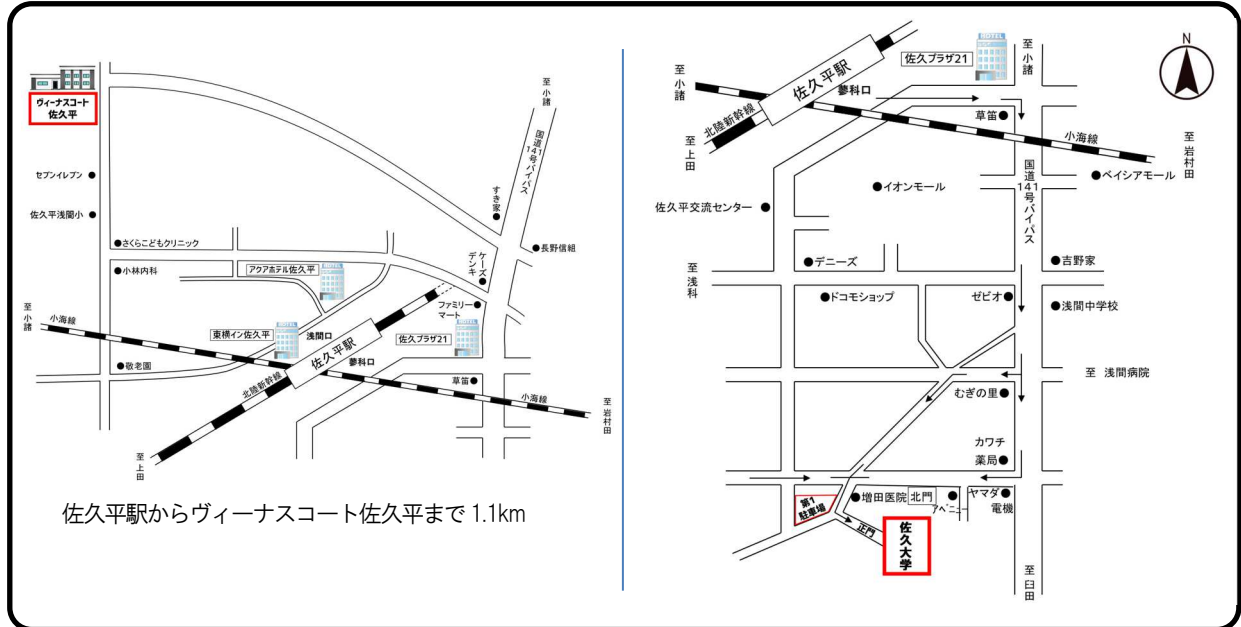 ヴィーナスコート
佐久平
セブンイレブン
佐久平浅間小
さくらこどもクリニック
小林内科
アクアホテル佐久平
HOTEL
至小諸
国道141号バイパス
すき家
長野信組
ケーズ
デンキ
ファミリー
マート
至小諸
小海線
東横イン佐久平
HOTEL
浅間口
佐久平駅
蓼科口
佐久プラザ21
HOTEL
敬老園
北陸新幹線
草笛
小海線
至岩村田
至上田
佐久平駅からヴィーナスコート佐久平まで 1.1km
佐久プラザ21
HOTEL
至小諸
N
至小諸
佐久平駅
蓼科口
北陸新幹線
至上田
草笛
小海線
至岩村田
国道141号バイパス
ベイシアモール
イオンモール
佐久平交流センター
至浅科
デニーズ
吉野家
ドコモショップ
ゼビオ
浅間中学校
至 浅間病院
むぎの里
カワチ
薬局
第1
駐車場
増田医院
北門
アベニュー
ヤマダ
電機
正門
佐久大学
至臼田